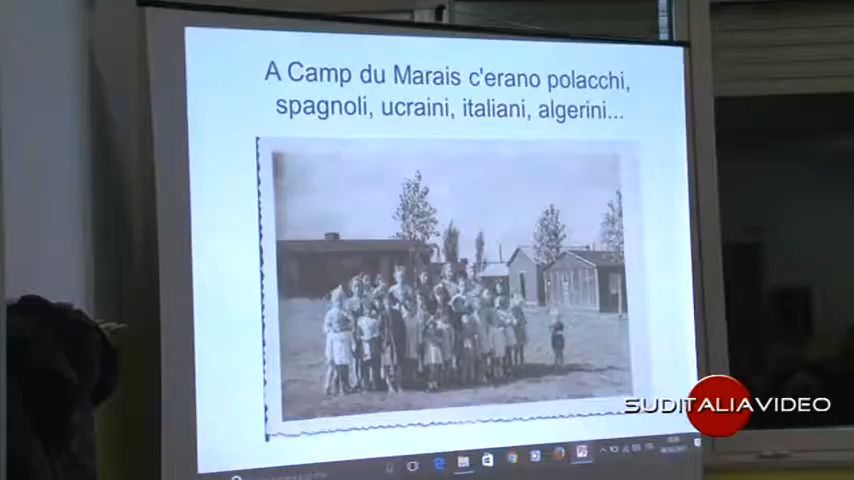 A Camp du Marais c'erano polacchi,
spagnoli, ucraini, italiani, algerini...
SUDITALIAVIDEO